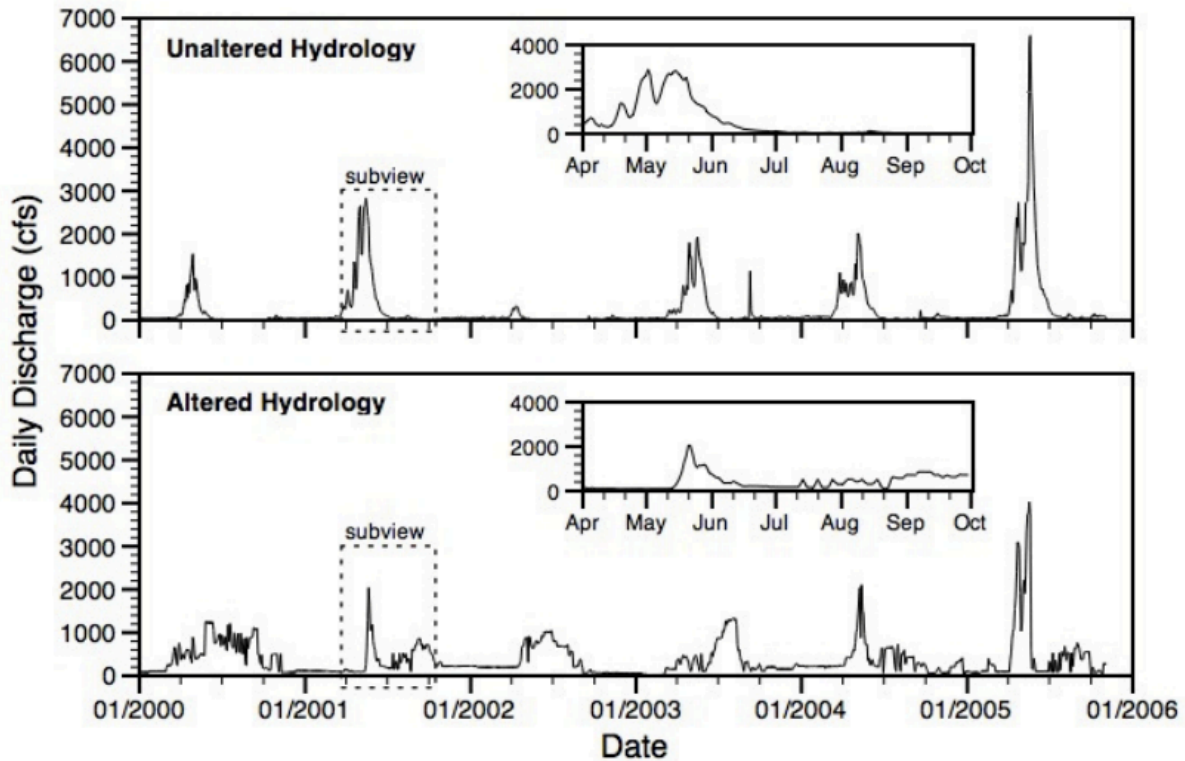 Daily Discharge (cfs)
7000
6000
5000
4000
3000
2000
1000
0
Unaltered Hydrology
subview
4000
2000
0
Apr May Jun Jul Aug Sep Oct
7000
6000
5000
4000
3000
2000
1000
0
Altered Hydrology
subview
4000
2000
0
Apr May Jun Jul Aug Sep Oct
01/2000 01/2001 01/2002 01/2003 01/2004 01/2005 01/2006
Date